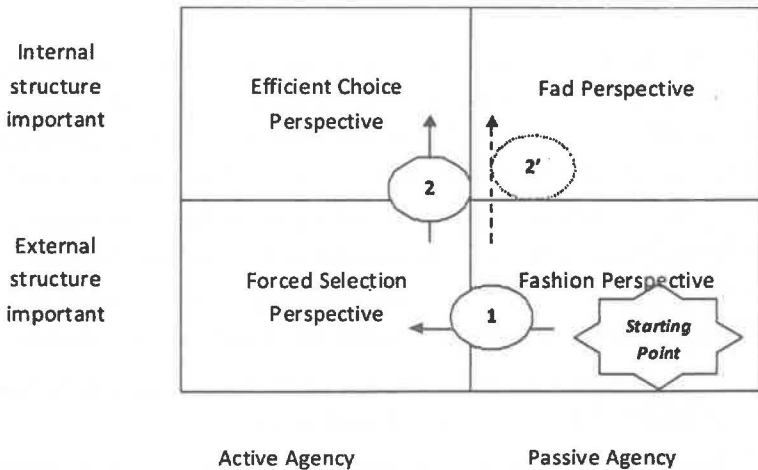 Internal
structure
important
Efficient Choice
Perspective
Fad Perspective
2
2'
External
structure
important
Forced Selection
Perspective
Fashion Perspective
1
Starting
Point
Active Agency
Passive Agency